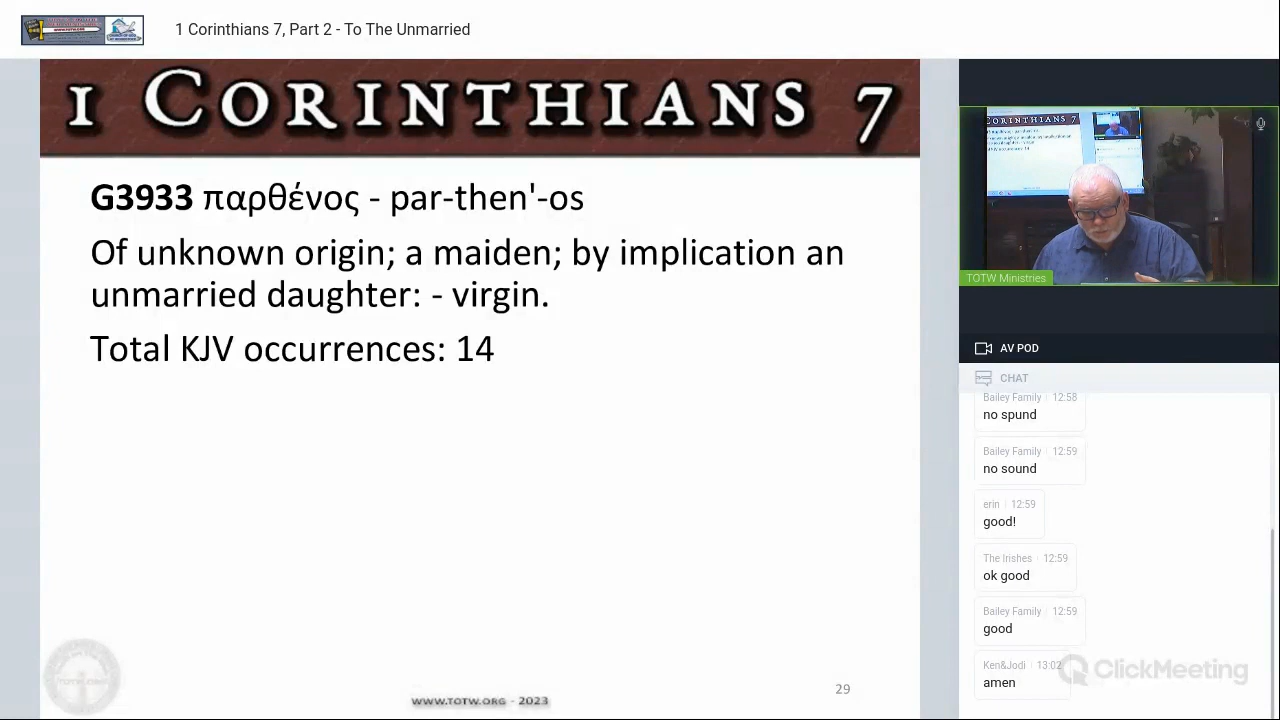 1 Corinthians 7, Part 2 - To The Unmarried
1 CORINTHIANS 7
G3933 παρθένος - par-then'-os
Of unknown origin; a maiden; by implication an
unmarried daughter: - virgin.
Total KJV occurrences: 14
WWW.TOTW.ORG - 2023
29
CORINTHIANS 7
TOTW Ministries
AV POD
CHAT
Bailey Family 12:58
no spund
Bailey Family 12:59
no sound
erin 12:59
good!
The Irishes 12:59
ok good
Bailey Family 12:59
good
Ken&Jodi 13:02
amen
ClickMeeting